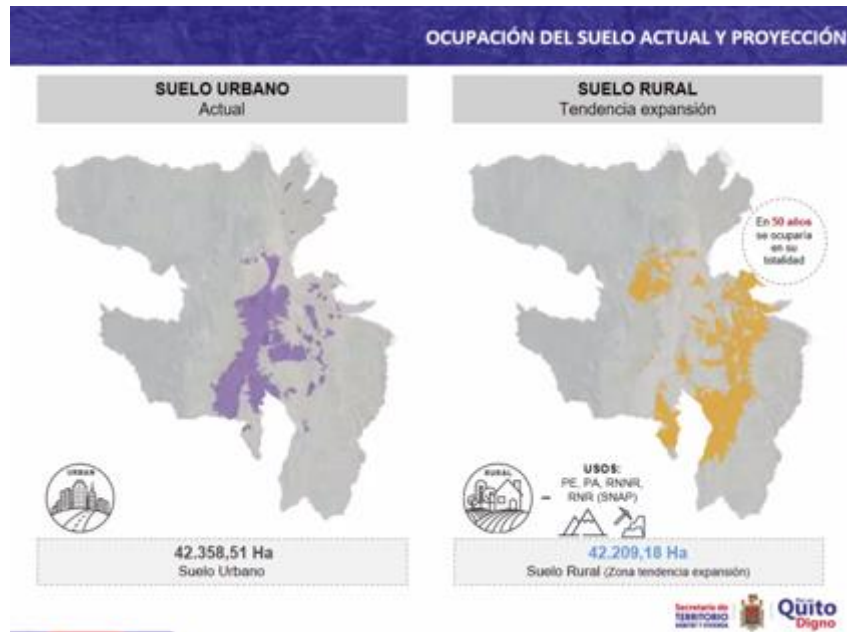 OCUPACIÓN DEL SUELO ACTUAL Y PROYECCIÓN
SUELO URBANO
Actual
SUELO RURAL
Tendencia expansión
En 50 años
se ocuparía
en su
totalidad
URBAN
RURAL
USOS:
PE, PA, RNNR,
RNR (SNAP)
42.358,51 Ha
Suelo Urbano
42.209,18 Ha
Suelo Rural (Zona tendencia expansión)
Secretaría de
TERRITORIO
Quito
Digno